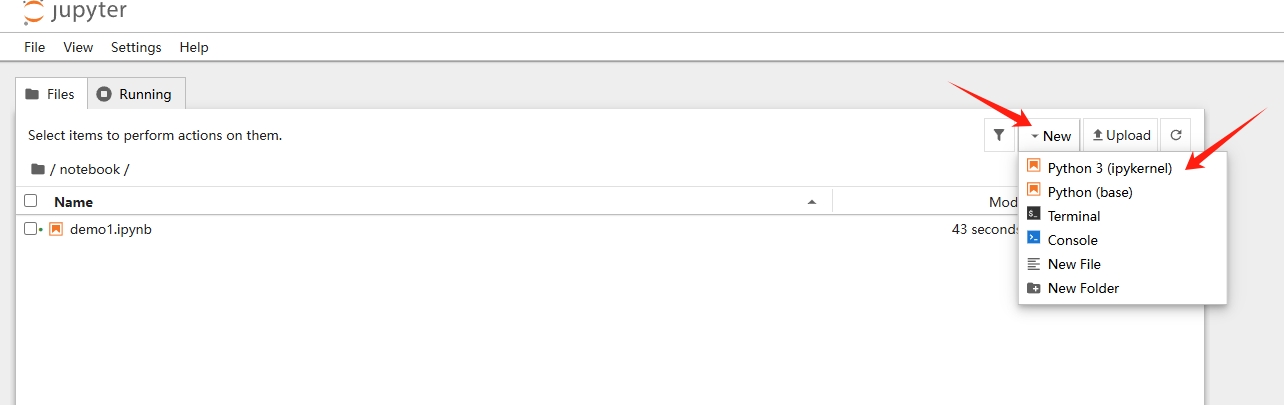 jupyter
File View Settings Help
Files Running
Select items to perform actions on them.
New Upload
/ notebook /
Python 3 (ipykernel)
Python (base)
Name Mod
Terminal
demo1.ipynb 43 seconds
Console
New File
New Folder